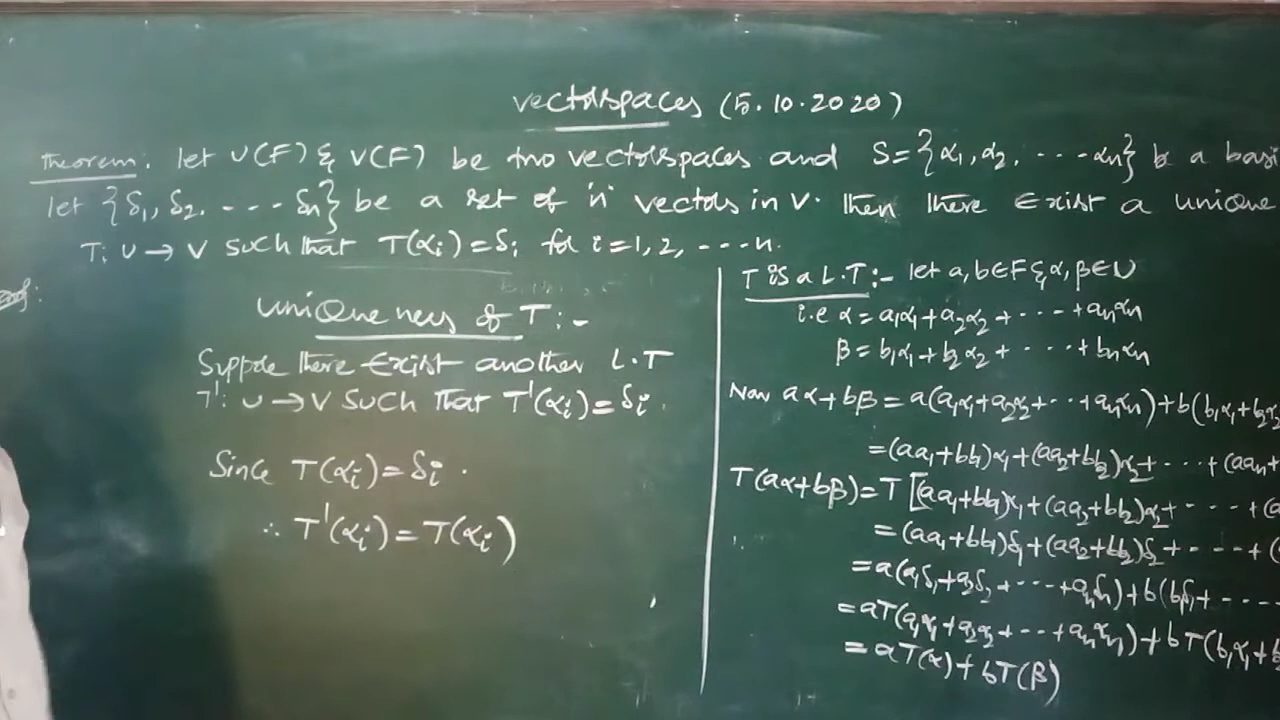 vectorspaces (5.10.2020)
Theorem. let U(F) & V(F) be two vectorspaces and S={α1, α2, ....αn} be a basi
let {δ1, δ2, .... δn} be a set of 'n' vectors in V. Then there Exist a unique
T: U→V such that T(αi)=δi for i=1, 2, ....n.
uniqueness of T:-
Suppose there Exist another L.T
T': U→V such that T'(αi)=δi.
Since T(αi)=δi.
∴ T'(αi)=T(αi)
T is a L.T:- let a, b∈F & α, β∈U
i.e α=a1α1+a2α2+....+anαn
β=b1α1+b2α2+....+bnαn
Now aα+bβ=a(a1α1+a2α2+....+anαn)+b(b1α1+b2α2
=(aa1+bb1)α1+(aa2+bb2)α2+....+(aan+
T(aα+bβ)=T[(aa1+bb1)α1+(aa2+bb2)α2+....+(a
=(aa1+bb1)δ1+(aa2+bb2)δ2+....+(
=a(a1δ1+a2δ2+....+anδn)+b(b1δ1+....
=aT(a1α1+a2α2+....+anαn)+bT(b1α1+b2
=aT(α)+bT(β)